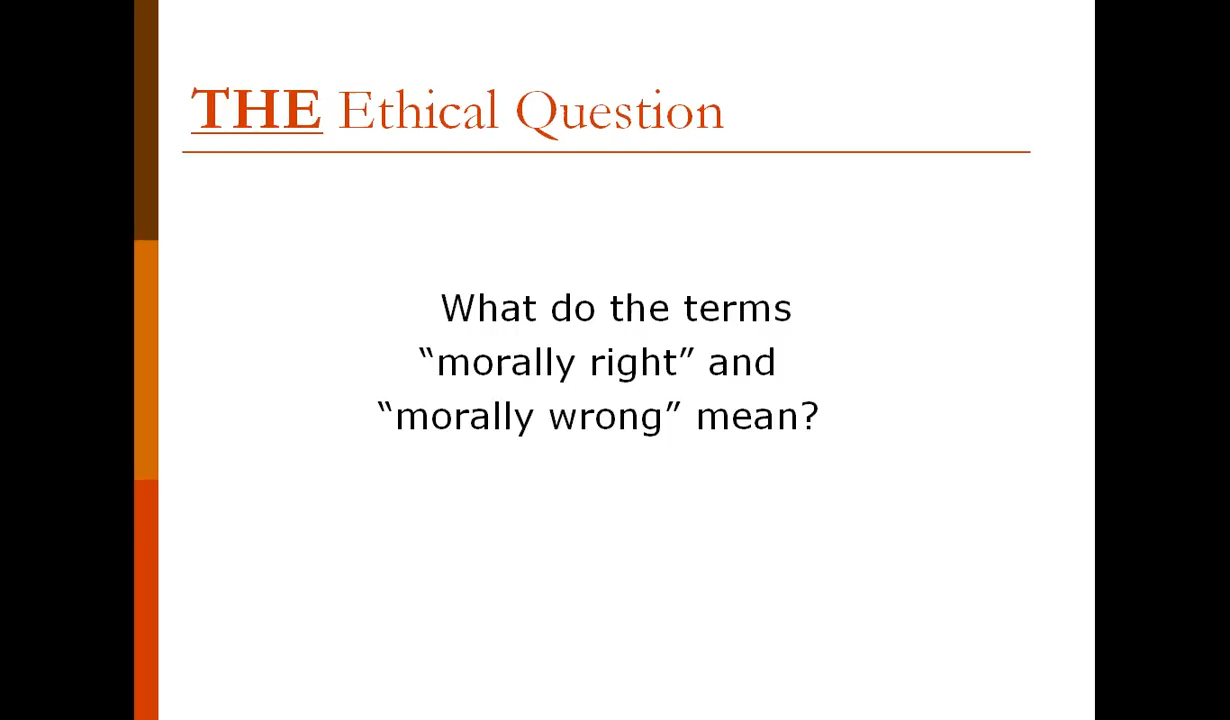 THE Ethical Question
What do the terms
“morally right” and
“morally wrong” mean?